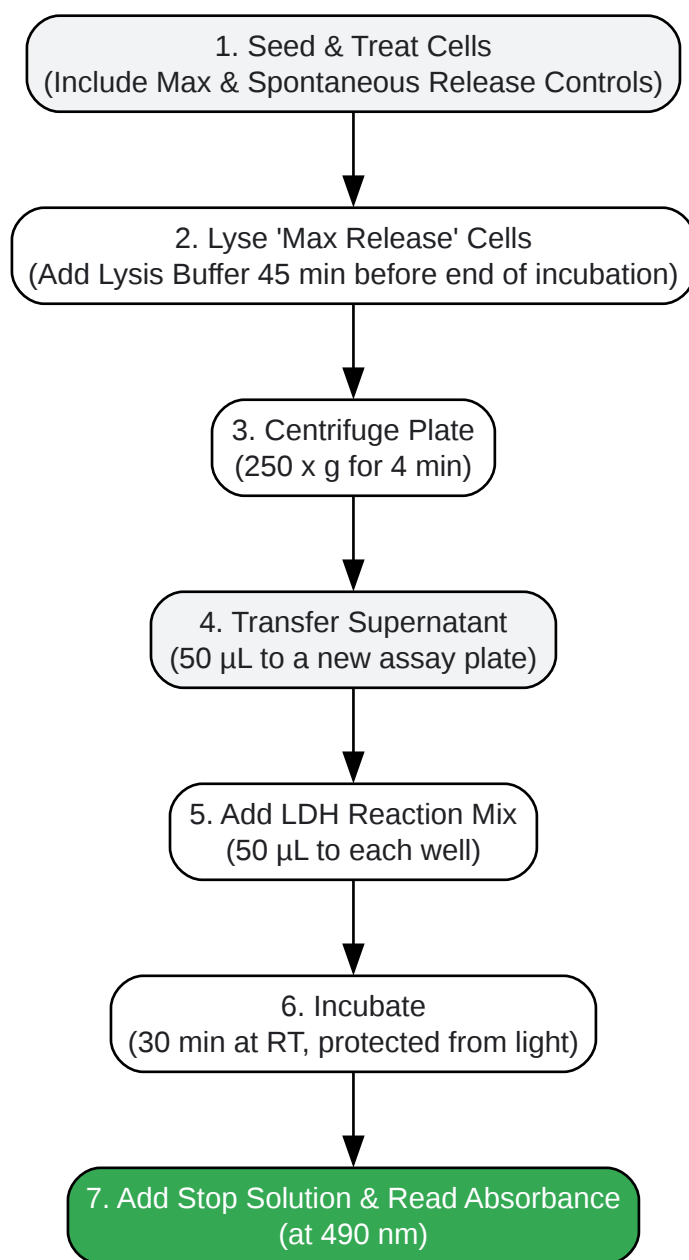 1. Seed & Treat Cells
(Include Max & Spontaneous Release Controls)
2. Lyse 'Max Release' Cells
(Add Lysis Buffer 45 min before end of incubation)
3. Centrifuge Plate
(250 x g for 4 min)
4. Transfer Supernatant
(50 µL to a new assay plate)
5. Add LDH Reaction Mix
(50 µL to each well)
6. Incubate
(30 min at RT, protected from light)
7. Add Stop Solution & Read Absorbance
(at 490 nm)